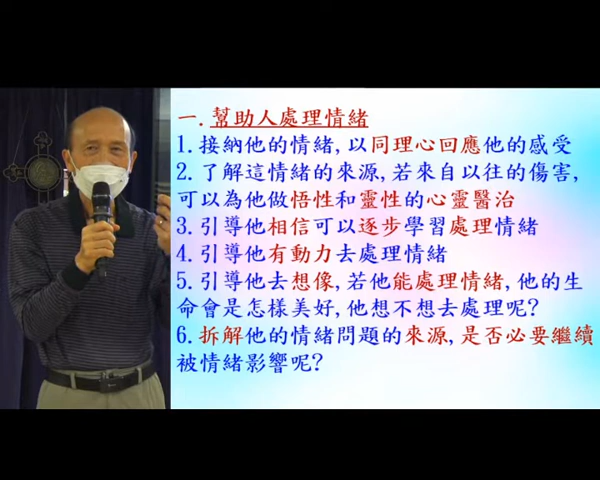 一. 幫助人處理情緒
1. 接納他的情緒, 以同理心回應他的感受
2. 了解這情緒的來源, 若來自以往的傷害,
可以為他做悟性和靈性的心靈醫治
3. 引導他相信可以逐步學習處理情緒
4. 引導他有動力去處理情緒
5. 引導他去想像, 若他能處理情緒, 他的生
命會是怎樣美好, 他想不想去處理呢?
6. 拆解他的情緒問題的來源, 是否必要繼續
被情緒影響呢?